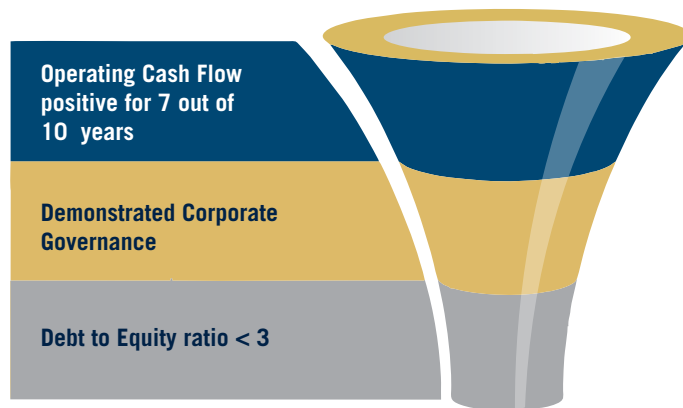 Operating Cash Flow
positive for 7 out of
10 years
Demonstrated Corporate
Governance
Debt to Equity ratio < 3